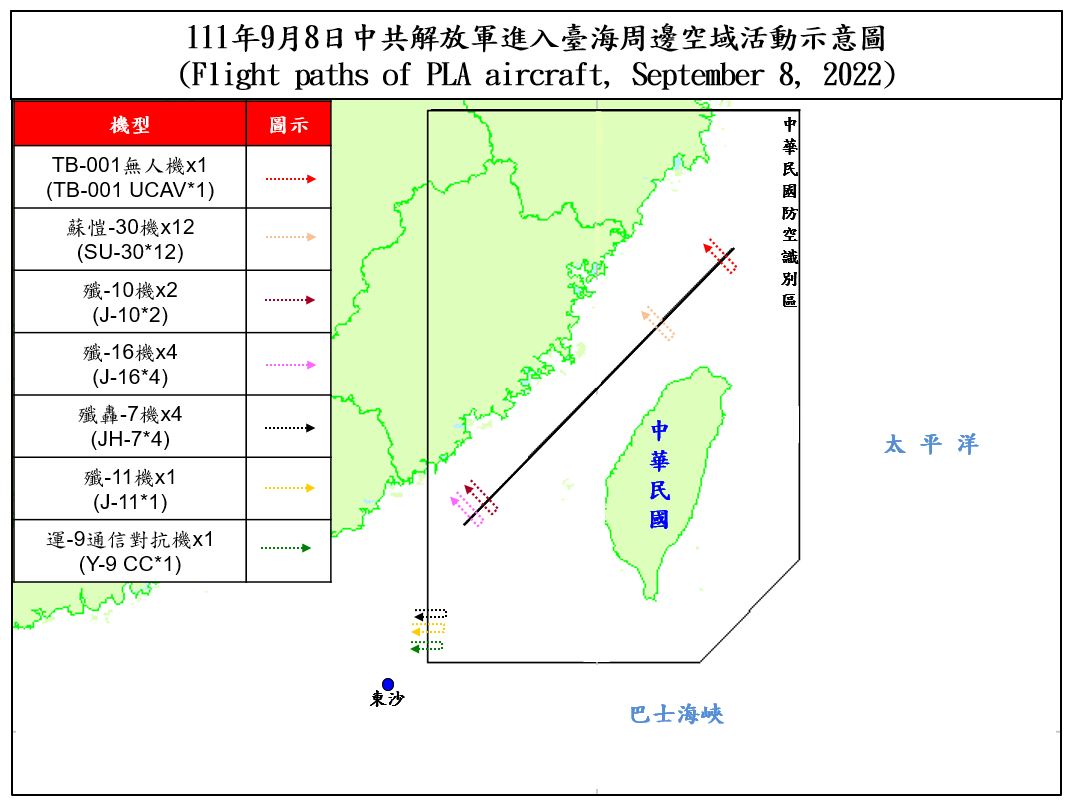 111年9月8日中共解放軍進入臺海周邊空域活動示意圖
(Flight paths of PLA aircraft, September 8, 2022)
機型
圖示
TB-001無人機x1
(TB-001 UCAV*1)
蘇愷-30機x12
(SU-30*12)
殲-10機x2
(J-10*2)
殲-16機x4
(J-16*4)
殲轟-7機x4
(JH-7*4)
殲-11機x1
(J-11*1)
運-9通信對抗機x1
(Y-9 CC*1)
中華民國防空識別區
中華民國
太平洋
東沙
巴士海峽